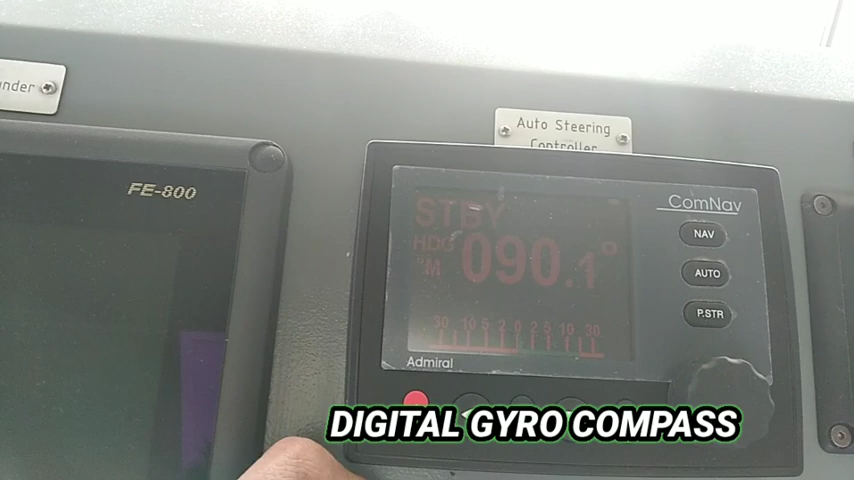 under
Auto Steering
Controller
FE-800
ComNav
STBY
HDG
°M
090.1°
NAV
AUTO
P.STR
30 10 5 2 0 2 5 10 30
Admiral
DIGITAL GYRO COMPASS